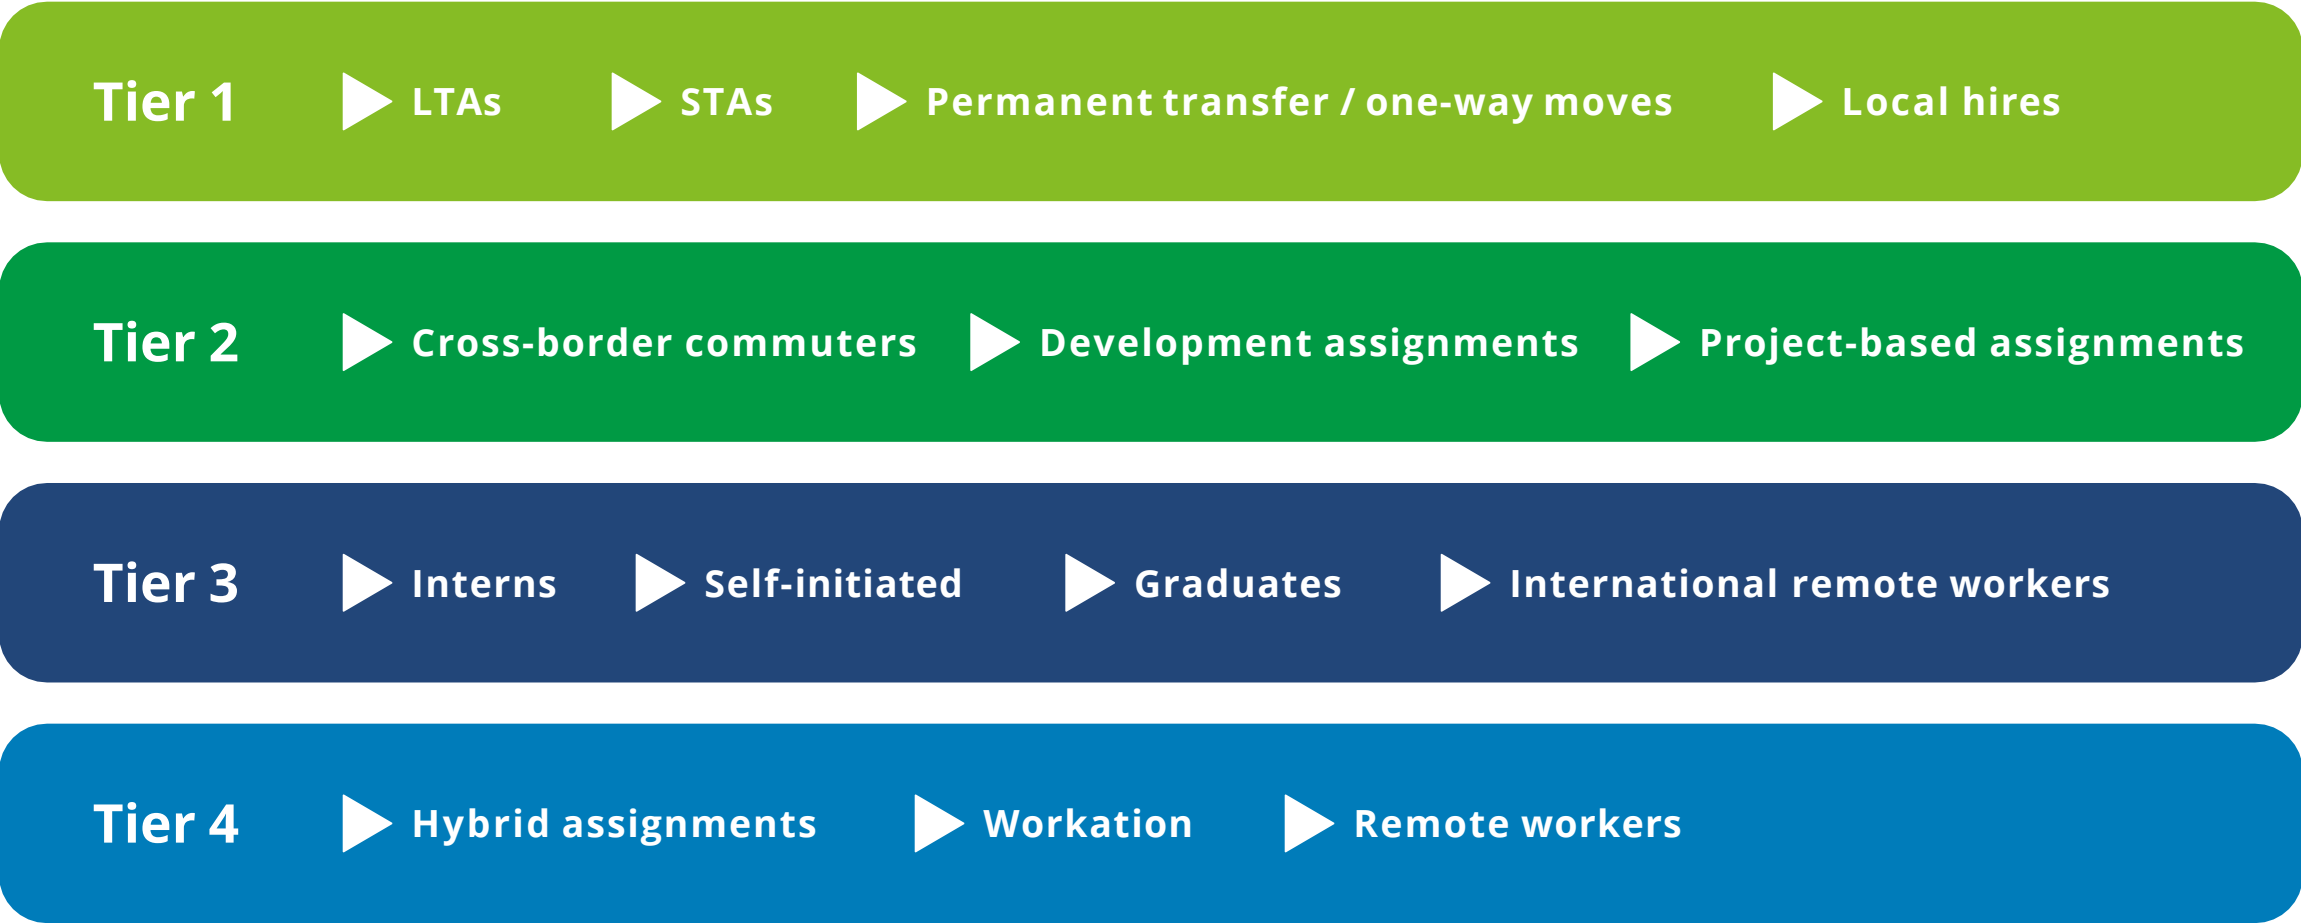 Tier 1 LTAs STAs Permanent transfer / one-way moves Local hires
Tier 2 Cross-border commuters Development assignments Project-based assignments
Tier 3 Interns Self-initiated Graduates International remote workers
Tier 4 Hybrid assignments Workation Remote workers